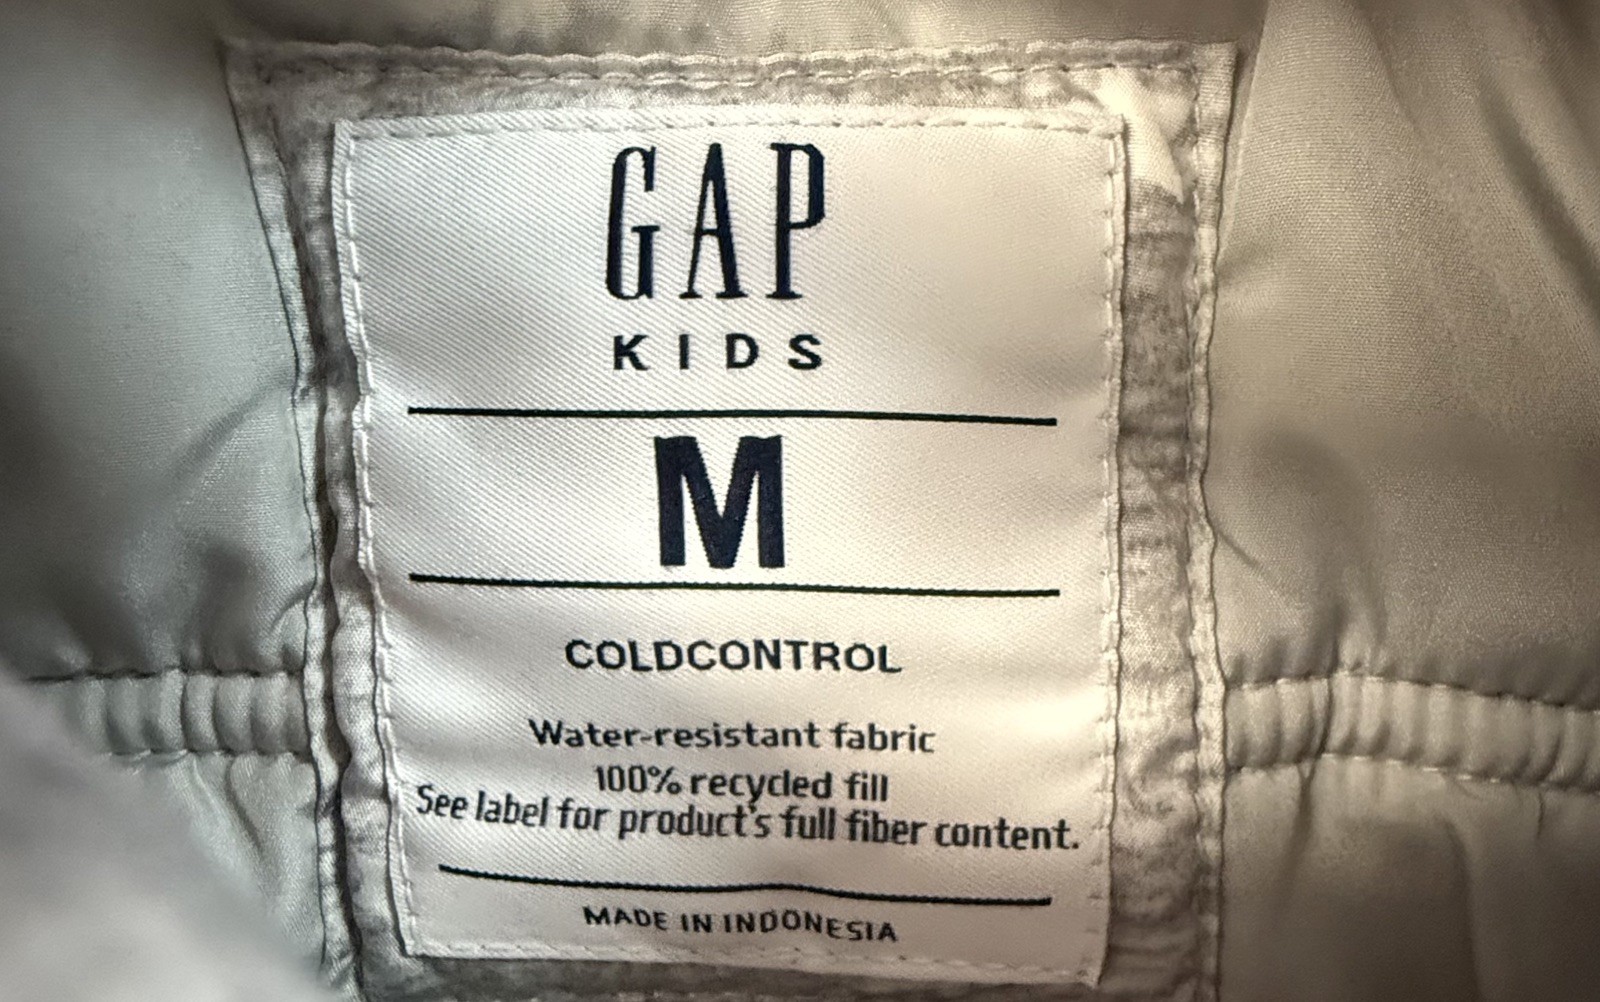 GAP
KIDS
M
COLDCONTROL
Water-resistant fabric
100% recycled fill
See label for product's full fiber content.
MADE IN INDONESIA